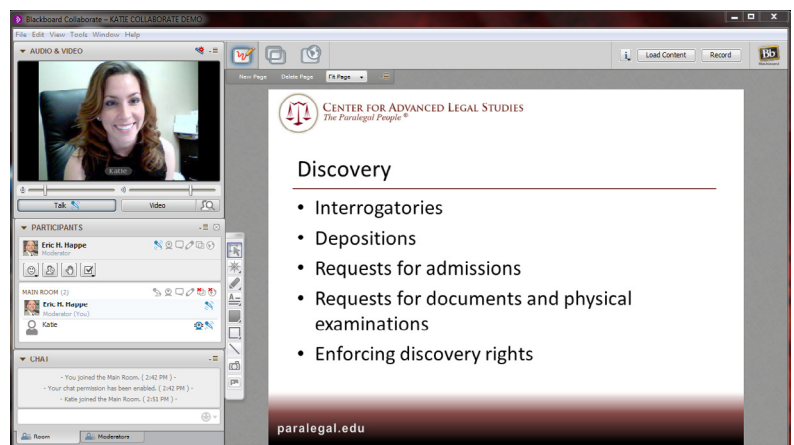 Blackboard Collaborate – KATIE COLLABORATE DEMO
File Edit View Tools Window Help
AUDIO & VIDEO
Katie
Talk
Video
PARTICIPANTS
Eric H. Happe
Moderator
MAIN ROOM (2)
Eric H. Happe
Moderator (You)
Katie
CHAT
- You joined the Main Room. ( 2:42 PM ) -
- Your chat permission has been enabled. ( 2:42 PM ) -
- Katie joined the Main Room. ( 2:51 PM ) -
Room
Moderators
Load Content
Record
Bb
Blackboard
New Page
Delete Page
Fit Page
CENTER FOR ADVANCED LEGAL STUDIES
The Paralegal People ®
Discovery
• Interrogatories
• Depositions
• Requests for admissions
• Requests for documents and physical
examinations
• Enforcing discovery rights
paralegal.edu